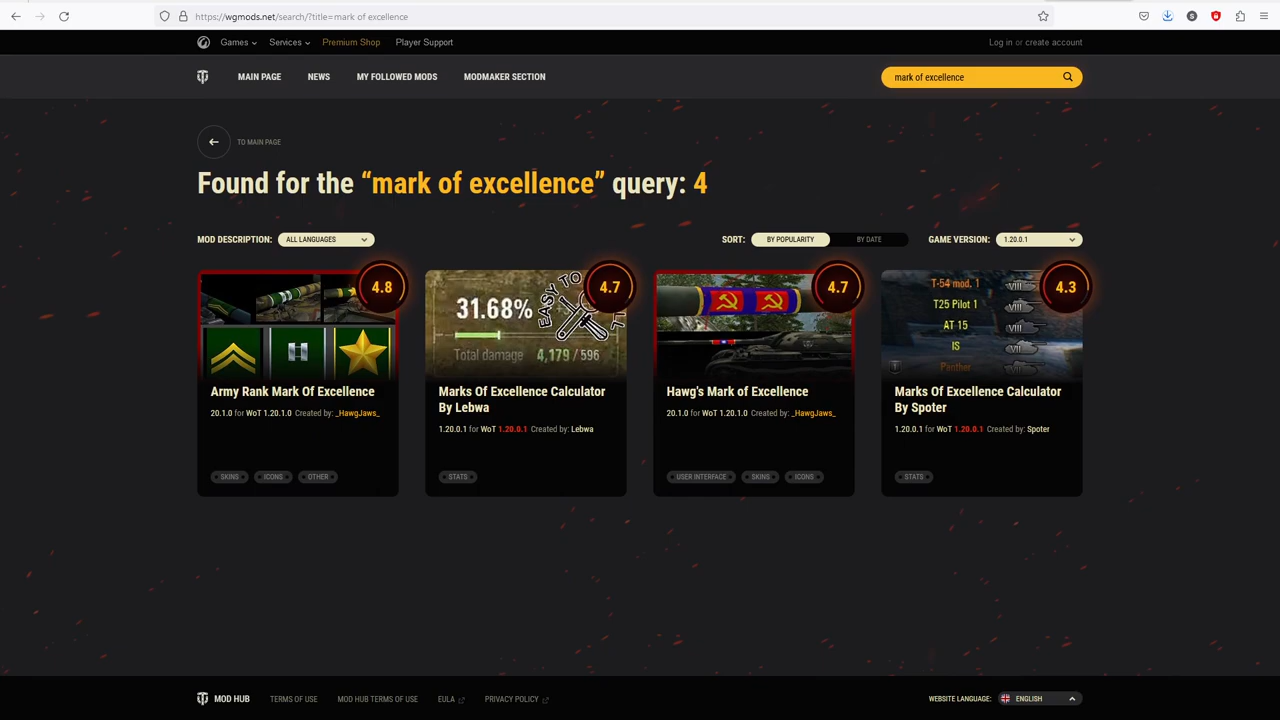 https://wgmods.net/search/?title=mark of excellence
Games Services Premium Shop Player Support Log in or create account
MAIN PAGE NEWS MY FOLLOWED MODS MODMAKER SECTION mark of excellence
TO MAIN PAGE
Found for the “mark of excellence” query: 4
MOD DESCRIPTION: ALL LANGUAGES SORT: BY POPULARITY BY DATE GAME VERSION: 1.20.0.1
4.8
Army Rank Mark Of Excellence
20.1.0 for WoT 1.20.1.0 Created by: _HawgJaws_
SKINS ICONS OTHER
4.7
EASY TO
31.68%
Total damage 4,179 / 596
Marks Of Excellence Calculator
By Lebwa
1.20.0.1 for WoT 1.20.0.1 Created by: Lebwa
STATS
4.7
Hawg's Mark of Excellence
20.1.0 for WoT 1.20.1.0 Created by: _HawgJaws_
USER INTERFACE SKINS ICONS
4.3
T-54 mod. 1
T25 Pilot 1 VIII
AT 15 VIII
IS VII
Panther VII
Marks Of Excellence Calculator
By Spoter
1.20.0.1 for WoT 1.20.0.1 Created by: Spoter
STATS
MOD HUB TERMS OF USE MOD HUB TERMS OF USE EULA PRIVACY POLICY WEBSITE LANGUAGE: ENGLISH